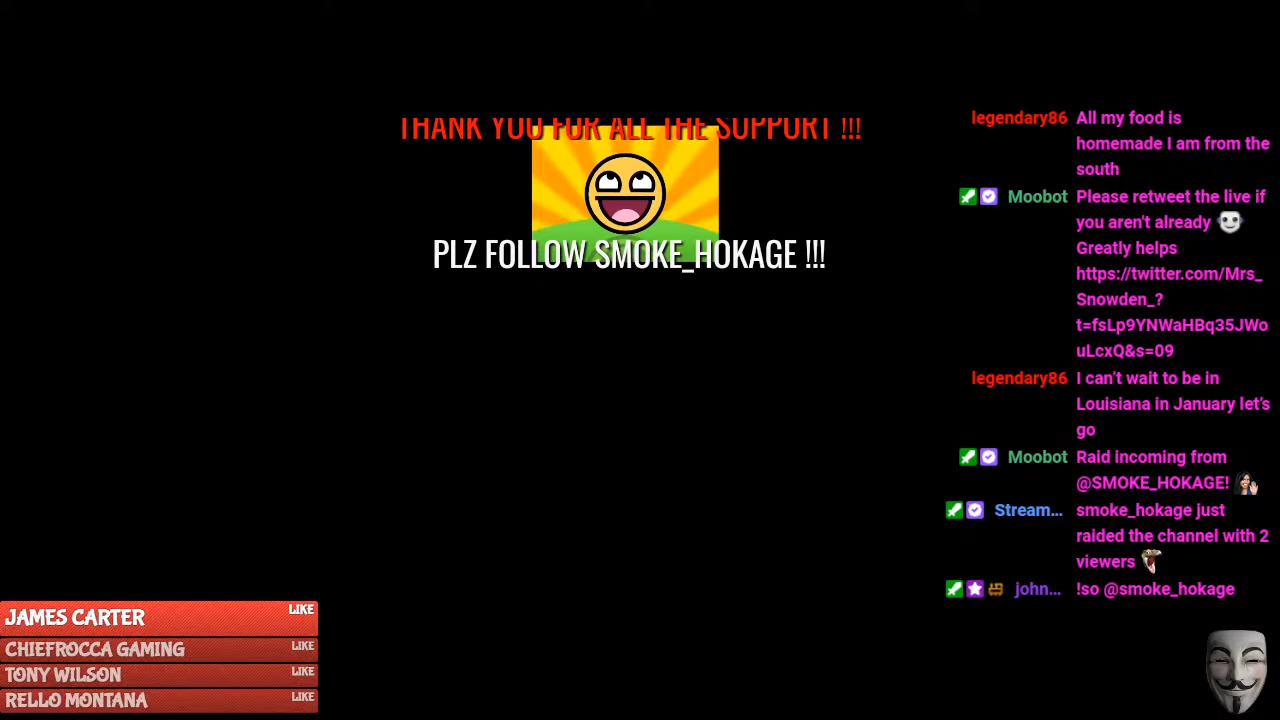 THANK YOU FOR ALL THE SUPPORT !!!
PLZ FOLLOW SMOKE_HOKAGE !!!
legendary86 All my food is
homemade I am from the
south
Moobot Please retweet the live if
you aren't already
Greatly helps
https://twitter.com/Mrs_
Snowden_?
t=fsLp9YNWaHBq35JWo
uLcxQ&s=09
legendary86 I can't wait to be in
Louisiana in January let's
go
Moobot Raid incoming from
@SMOKE_HOKAGE!
Stream... smoke_hokage just
raided the channel with 2
viewers
john... !so @smoke_hokage
JAMES CARTER LIKE
CHIEFROCCA GAMING LIKE
TONY WILSON LIKE
RELLO MONTANA LIKE